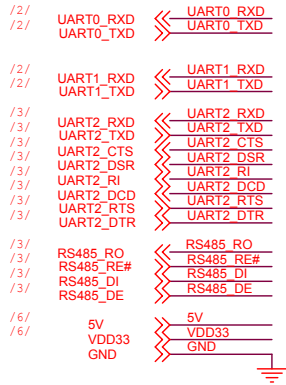 /2/ UART0_RXD UART0_RXD
/2/ UART0_TXD UART0_TXD
/2/ UART1_RXD UART1_RXD
/2/ UART1_TXD UART1_TXD
/3/ UART2_RXD UART2_RXD
/3/ UART2_TXD UART2_TXD
/3/ UART2_CTS UART2_CTS
/3/ UART2_DSR UART2_DSR
/3/ UART2_RI UART2_RI
/3/ UART2_DCD UART2_DCD
/3/ UART2_RTS UART2_RTS
/3/ UART2_DTR UART2_DTR
/3/ RS485_RO RS485_RO
/3/ RS485_RE# RS485_RE#
/3/ RS485_DI RS485_DI
/3/ RS485_DE RS485_DE
/6/ 5V 5V
/6/ VDD33 VDD33
GND GND